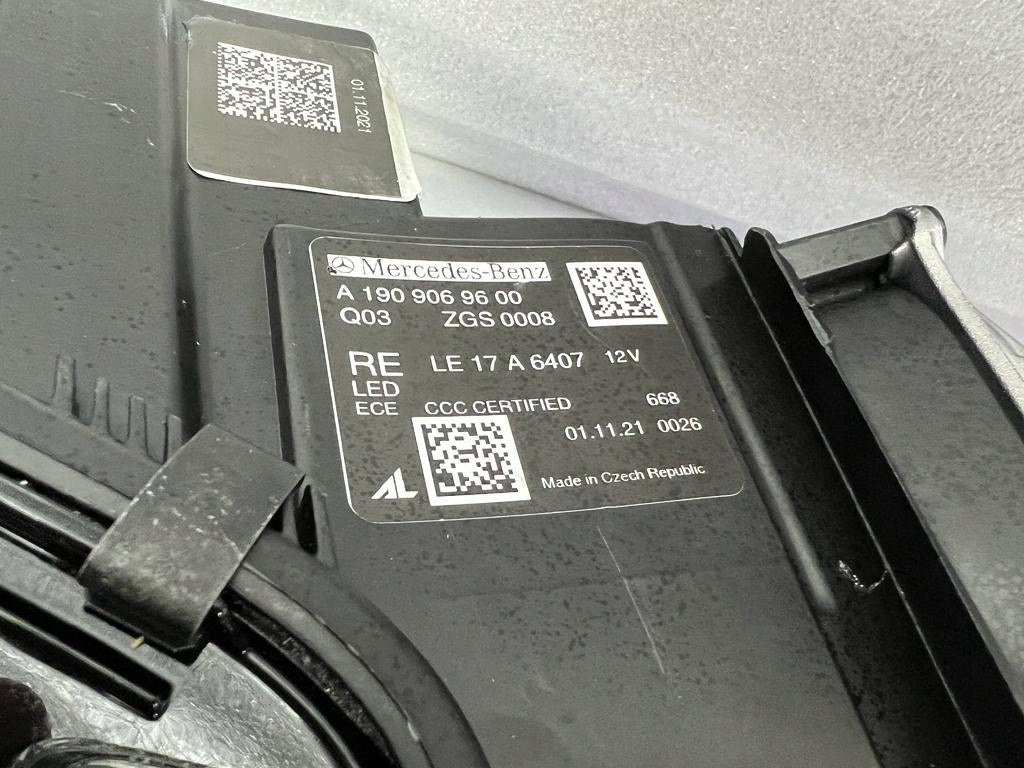 01.11.2021
Mercedes-Benz
A 190 906 96 00
Q03 ZGS 0008
RE LE 17 A 6407 12V
LED
ECE CCC CERTIFIED 668
01.11.21 0026
AL Made in Czech Republic